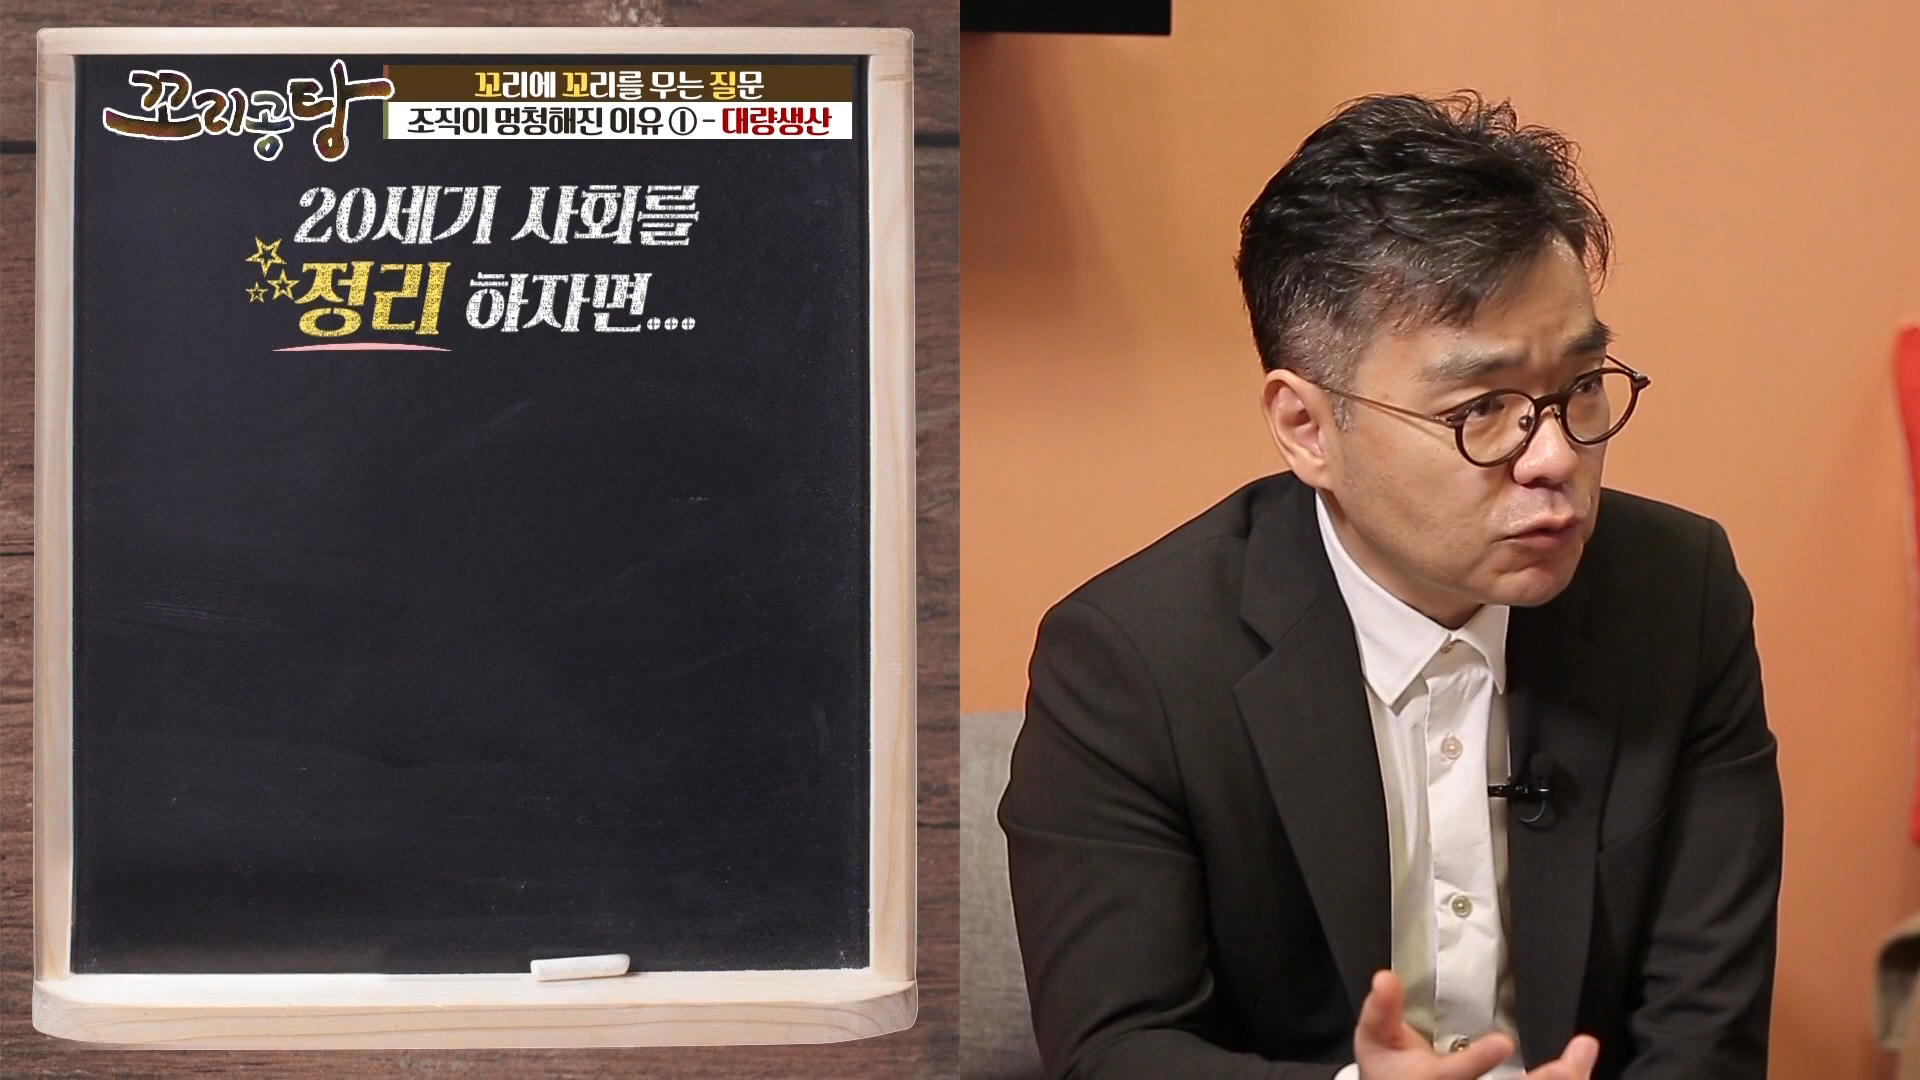 꼬리곰탕
꼬리에 꼬리를 무는 질문
조직이 멍청해진 이유 ① - 대량생산
20세기 사회를
정리 하자면...